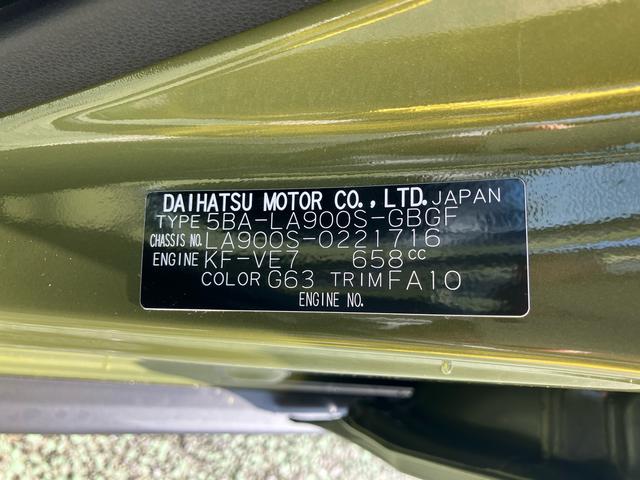 DAIHATSU MOTOR CO., LTD. JAPAN
TYPE 5BA-LA900S-GBGF
CHASSIS NO. LA900S-0221716
ENGINE KF-VE7 658cc
COLOR G63 TRIM FA10
ENGINE NO.